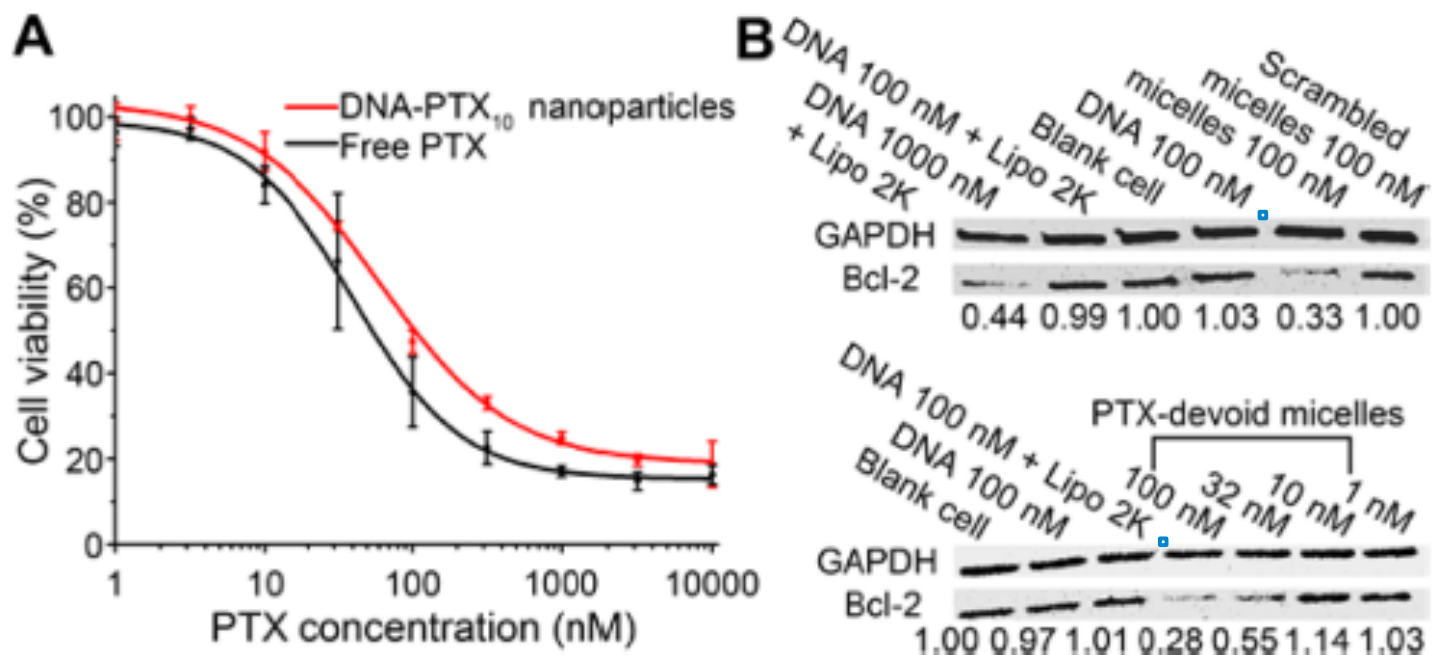 A
DNA-PTX10 nanoparticles
Free PTX
Cell viability (%)
100
80
60
40
20
0
1 10 100 1000 10000
PTX concentration (nM)
B
DNA 1000 nM
+ Lipo 2K
DNA 100 nM + Lipo 2K
Blank cell
DNA 100 nM
micelles 100 nM
Scrambled
micelles 100 nM
GAPDH
Bcl-2
0.44 0.99 1.00 1.03 0.33 1.00
Blank cell
DNA 100 nM
DNA 100 nM + Lipo 2K
PTX-devoid micelles
100 nM
32 nM
10 nM
1 nM
GAPDH
Bcl-2
1.00 0.97 1.01 0.28 0.55 1.14 1.03